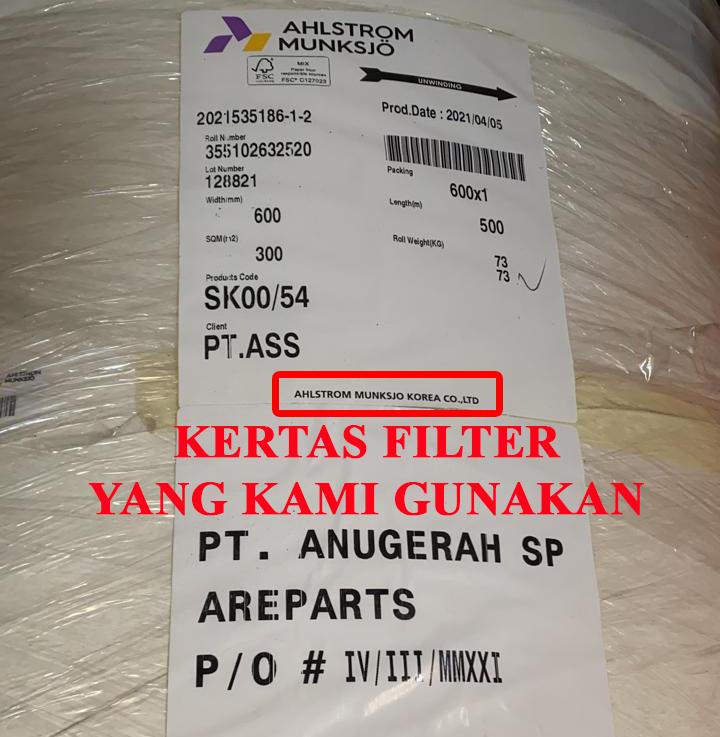 AHLSTROM
MUNKSJÖ
FSC
MIX
Paper from
responsible sources
FSC® C127023
UNWINDING
2021535186-1-2
Prod.Date : 2021/04/05
Roll Number
355102632520
Lot Number
128821
Packing
600x1
Width(mm)
600
Length(m)
500
SQM(m2)
300
Roll Weight(KG)
73
73
Products Code
SK00/54
Client
PT.ASS
AHLSTROM MUNKSJO KOREA CO.,LTD
KERTAS FILTER
YANG KAMI GUNAKAN
PT. ANUGERAH SP
AREPARTS
P/O # IV/III/MMXXI
AHLSTROM
MUNKSJÖ